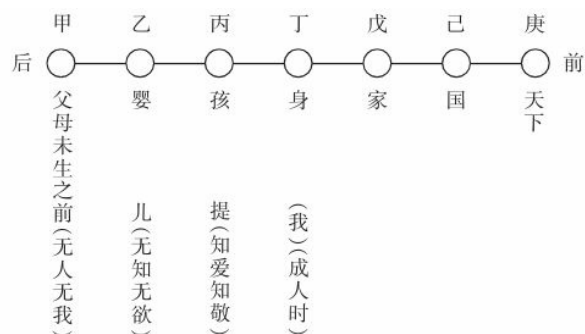 甲 乙 丙 丁 戊 己 庚
后 前
父母未生之前(无人无我)
婴儿(无知无欲)
孩提(知爱知敬)
身(我)(成人时)
家
国
天下